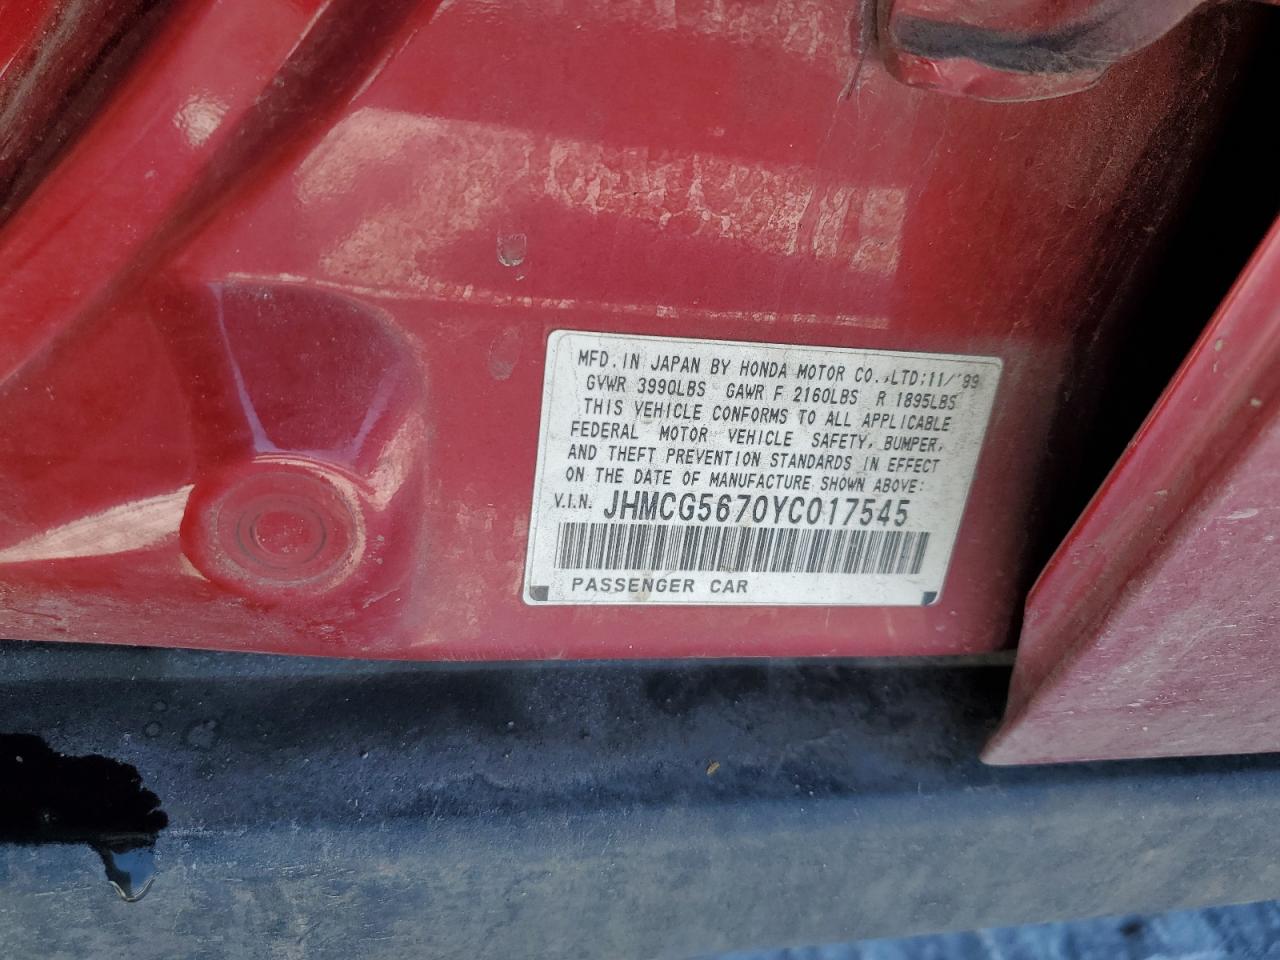 MFD. IN JAPAN BY HONDA MOTOR CO.,LTD:11/'99
GVWR 3990LBS GAWR F 2160LBS R 1895LBS
THIS VEHICLE CONFORMS TO ALL APPLICABLE
FEDERAL MOTOR VEHICLE SAFETY, BUMPER,
AND THEFT PREVENTION STANDARDS IN EFFECT
ON THE DATE OF MANUFACTURE SHOWN ABOVE:
V.I.N. JHMCG5670YC017545
PASSENGER CAR